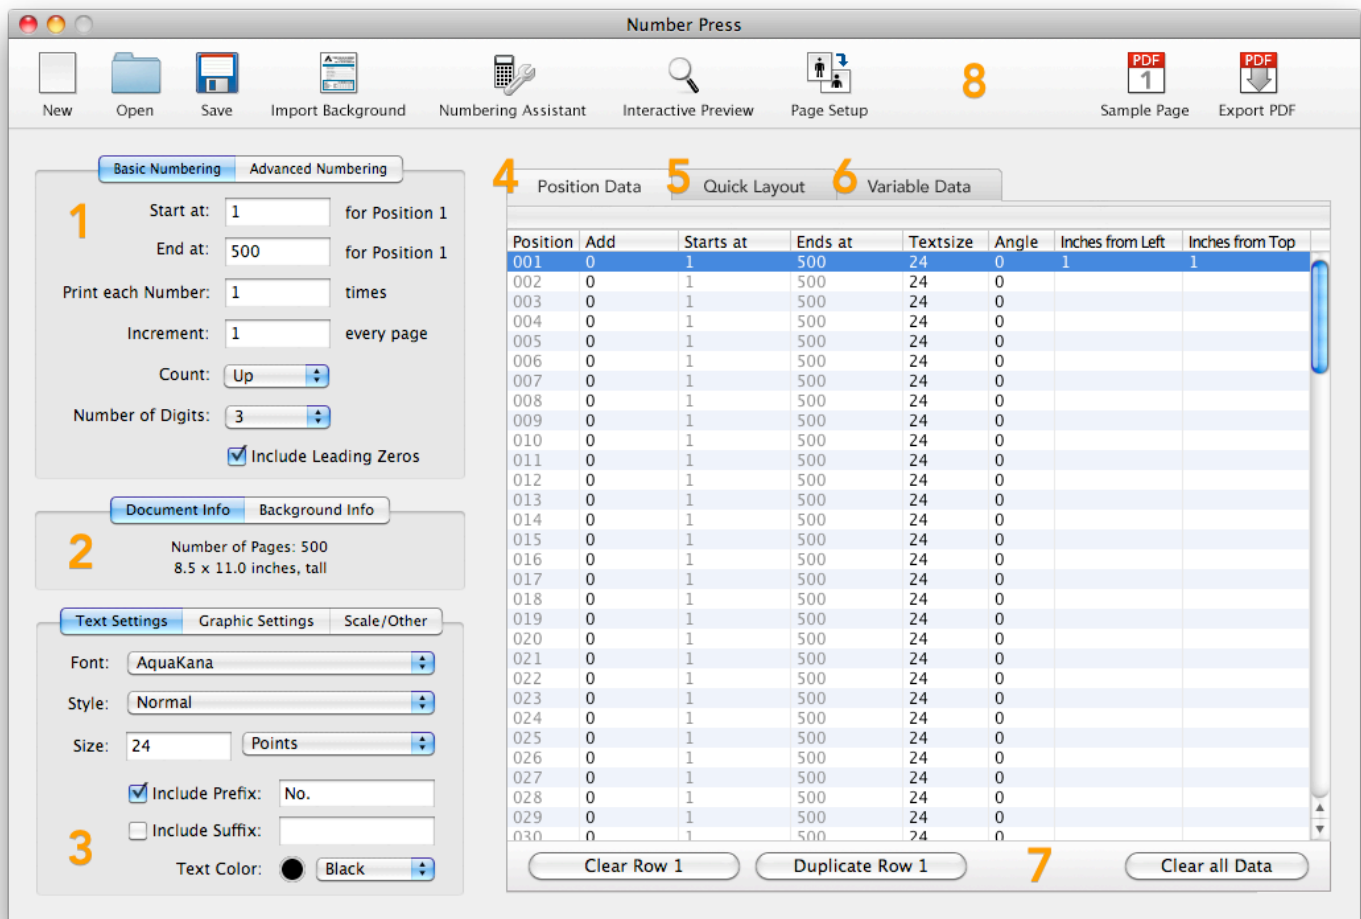 Number Press
New Open Save Import Background Numbering Assistant Interactive Preview Page Setup 8 PDF 1 Sample Page PDF Export PDF
Basic Numbering Advanced Numbering
1
Start at: 1 for Position 1
End at: 500 for Position 1
Print each Number: 1 times
Increment: 1 every page
Count: Up
Number of Digits: 3
Include Leading Zeros
Document Info Background Info
2
Number of Pages: 500
8.5 x 11.0 inches, tall
Text Settings Graphic Settings Scale/Other
Font: AquaKana
Style: Normal
Size: 24 Points
Include Prefix: No.
Include Suffix:
3
Text Color: Black
4 Position Data 5 Quick Layout 6 Variable Data
Position Add Starts at Ends at Textsize Angle Inches from Left Inches from Top
001 0 1 500 24 0 1 1
002 0 1 500 24 0
003 0 1 500 24 0
004 0 1 500 24 0
005 0 1 500 24 0
006 0 1 500 24 0
007 0 1 500 24 0
008 0 1 500 24 0
009 0 1 500 24 0
010 0 1 500 24 0
011 0 1 500 24 0
012 0 1 500 24 0
013 0 1 500 24 0
014 0 1 500 24 0
015 0 1 500 24 0
016 0 1 500 24 0
017 0 1 500 24 0
018 0 1 500 24 0
019 0 1 500 24 0
020 0 1 500 24 0
021 0 1 500 24 0
022 0 1 500 24 0
023 0 1 500 24 0
024 0 1 500 24 0
025 0 1 500 24 0
026 0 1 500 24 0
027 0 1 500 24 0
028 0 1 500 24 0
029 0 1 500 24 0
030 0 1 500 24 0
Clear Row 1 Duplicate Row 1 7 Clear all Data